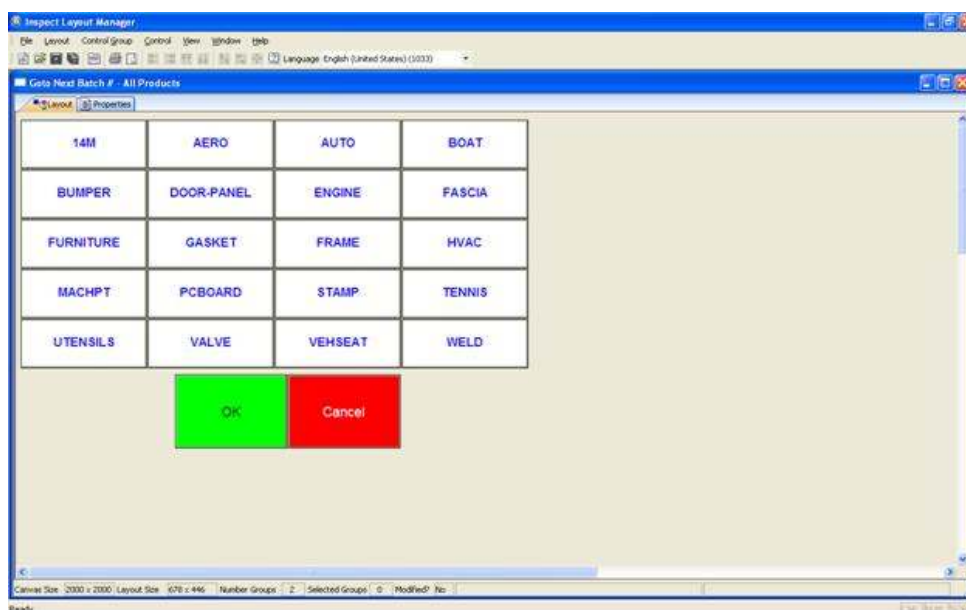 Inspect Layout Manager
File Layout Control Group Control View Window Help
Language English (United States) (1033)
Goto Next Batch # - All Products
Layout Properties
14M AERO AUTO BOAT
BUMPER DOOR-PANEL ENGINE FASCIA
FURNITURE GASKET FRAME HVAC
MACHPT PCBOARD STAMP TENNIS
UTENSILS VALVE VEHSEAT WELD
OK Cancel
Canvas Size 2000 x 2000 Layout Size 678 x 446 Number Groups 2 Selected Groups 0 Modified? No
Ready